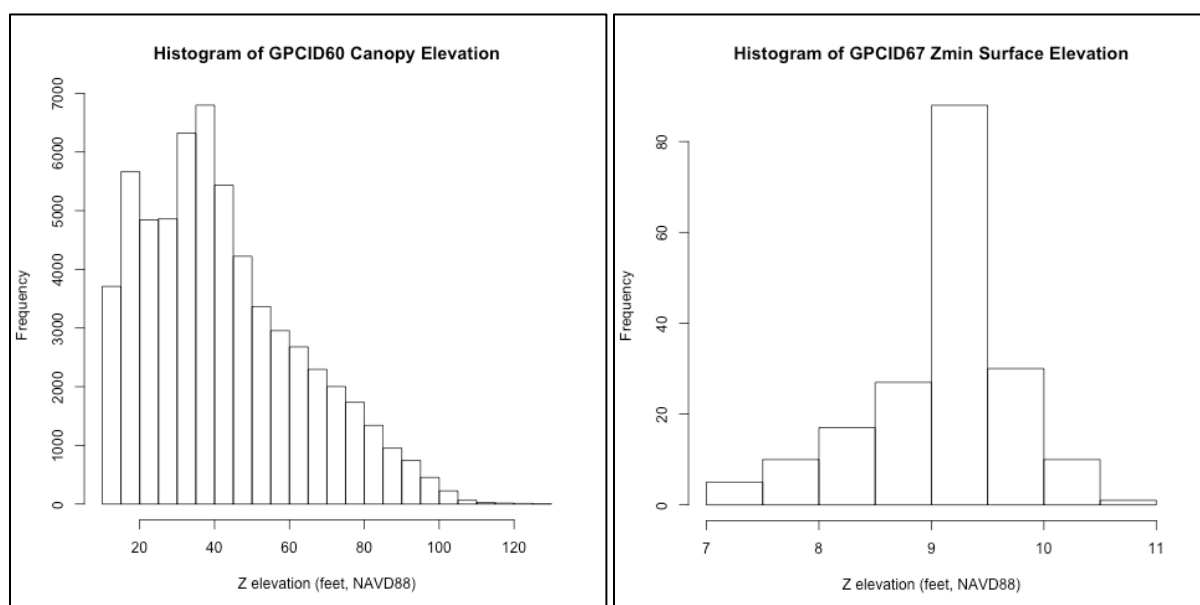 Histogram of GPCID60 Canopy Elevation
7000
6000
5000
4000
3000
2000
1000
0
Frequency
20 40 60 80 100 120
Z elevation (feet, NAVD88)
Histogram of GPCID67 Zmin Surface Elevation
80
60
40
20
0
Frequency
7 8 9 10 11
Z elevation (feet, NAVD88)